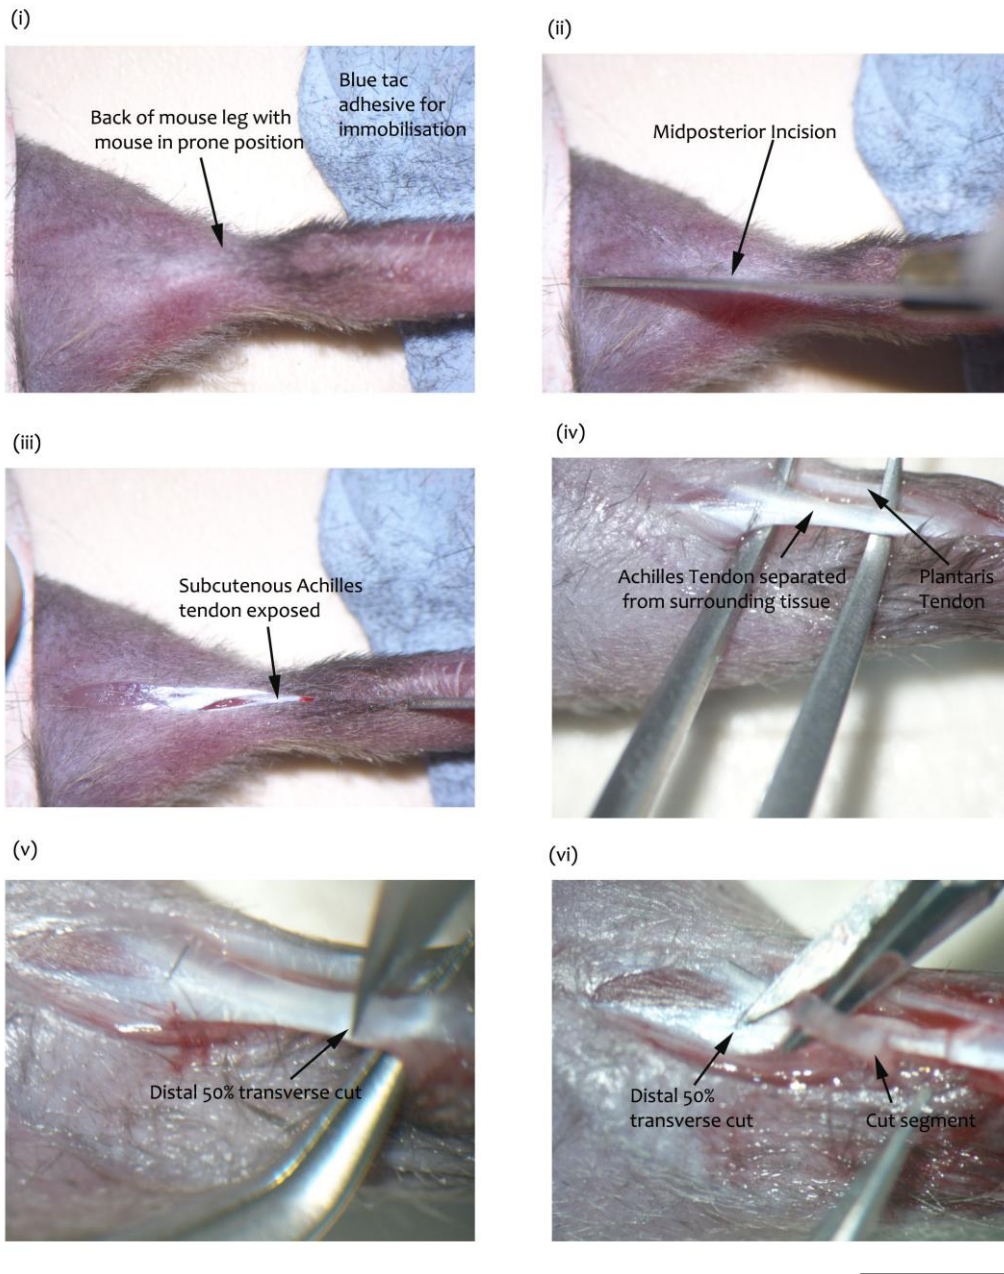 (i)
Blue tac
adhesive for
immobilisation
Back of mouse leg with
mouse in prone position
(ii)
Midposterior Incision
(iii)
Subcutenous Achilles
tendon exposed
(iv)
Achilles Tendon separated
from surrounding tissue
Plantaris
Tendon
(v)
Distal 50% transverse cut
(vi)
Distal 50%
transverse cut
Cut segment